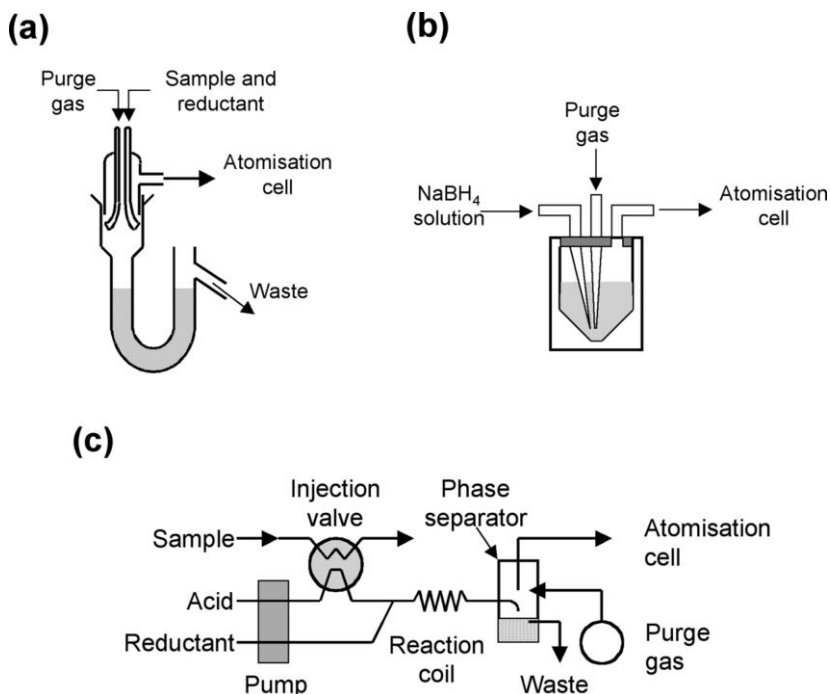 (a)
Purge
gas
Sample and
reductant
Atomisation
cell
Waste
(b)
Purge
gas
NaBH₄
solution
Atomisation
cell
(c)
Injection
valve
Phase
separator
Sample
Atomisation
cell
Acid
Reductant
Reaction
coil
Purge
gas
Pump
Waste